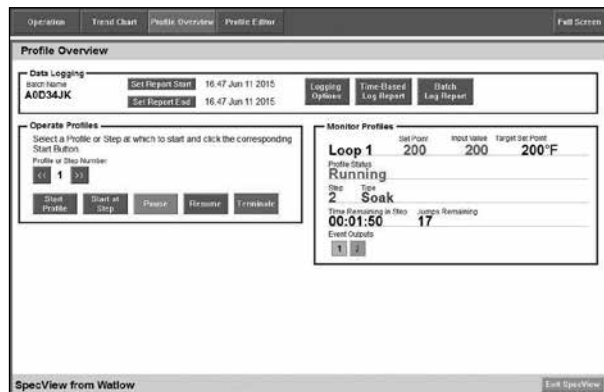 Operation Trend Chart Profile Overview Profile Editor Full Screen
Profile Overview
Data Logging
Batch Name
A0D34JK
Set Report Start 16.47 Jun 11 2015
Set Report End 16.47 Jun 11 2015
Logging Options
Time-Based Log Report
Batch Log Report
Operate Profiles
Select a Profile or Step at which to start and click the corresponding
Start Button.
Profile or Step Number
<< 1 >>
Start Profile
Start at Step
Pause
Resume
Terminate
Monitor Profiles
Set Point Input Value Target Set Point
Loop 1 200 200 200°F
Profile Status
Running
Step Type
2 Soak
Time Remaining in Step Jumps Remaining
00:01:50 17
Event Outputs
1 2
SpecView from Watlow
Exit SpecView